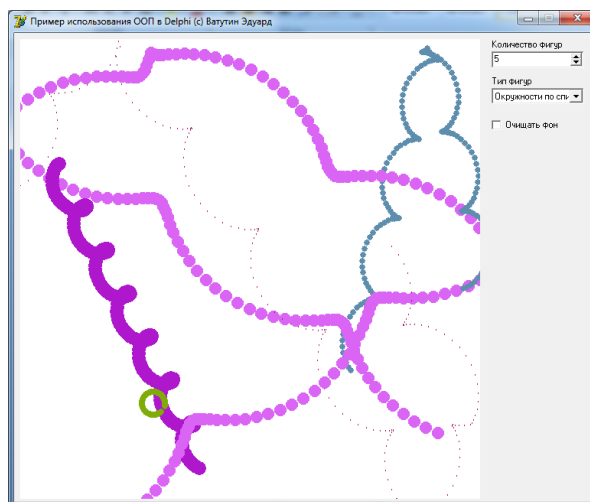 Пример использования ООП в Delphi (c) Ватутин Эдуард
Количество фигур
5
Тип фигур
Окружности по спи
Очищать фон